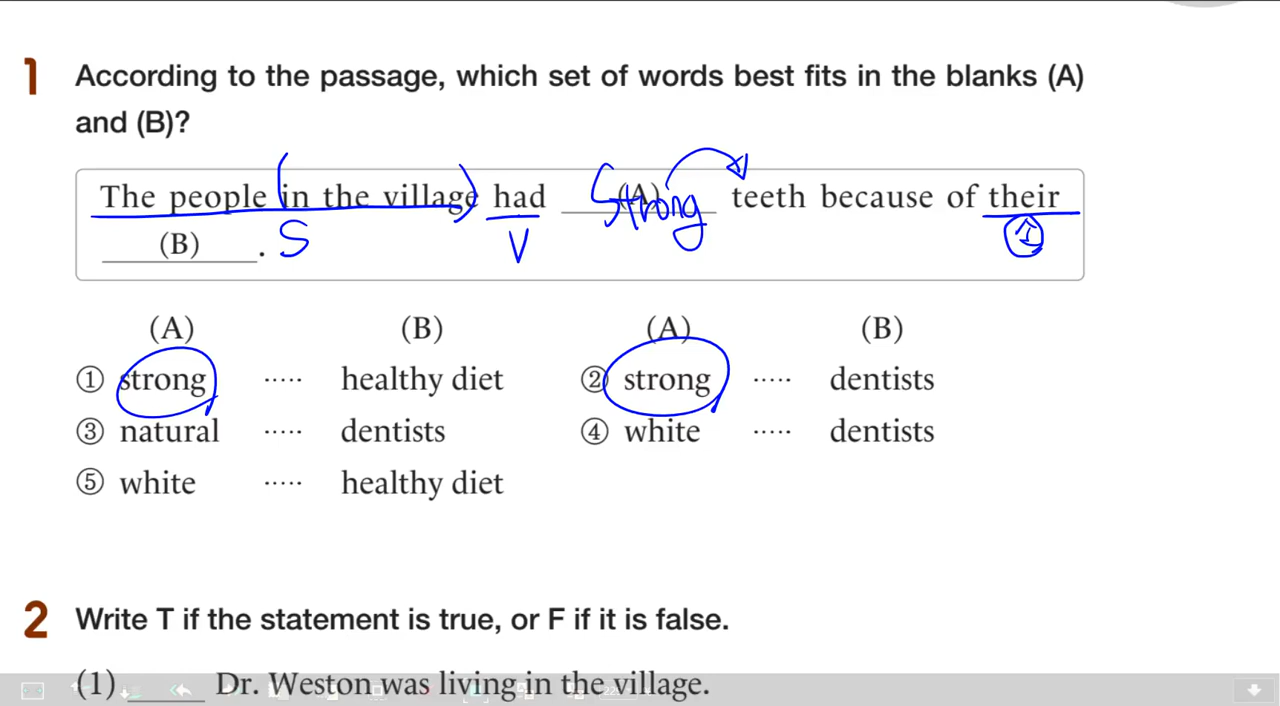 1 According to the passage, which set of words best fits in the blanks (A)
and (B)?
The people (in the village) had (A) strong teeth because of their
(B) . S V
(A) (B) (A) (B)
① strong ····· healthy diet ② strong ····· dentists
③ natural ····· dentists ④ white ····· dentists
⑤ white ····· healthy diet
2 Write T if the statement is true, or F if it is false.
(1) ______ Dr. Weston was living in the village.